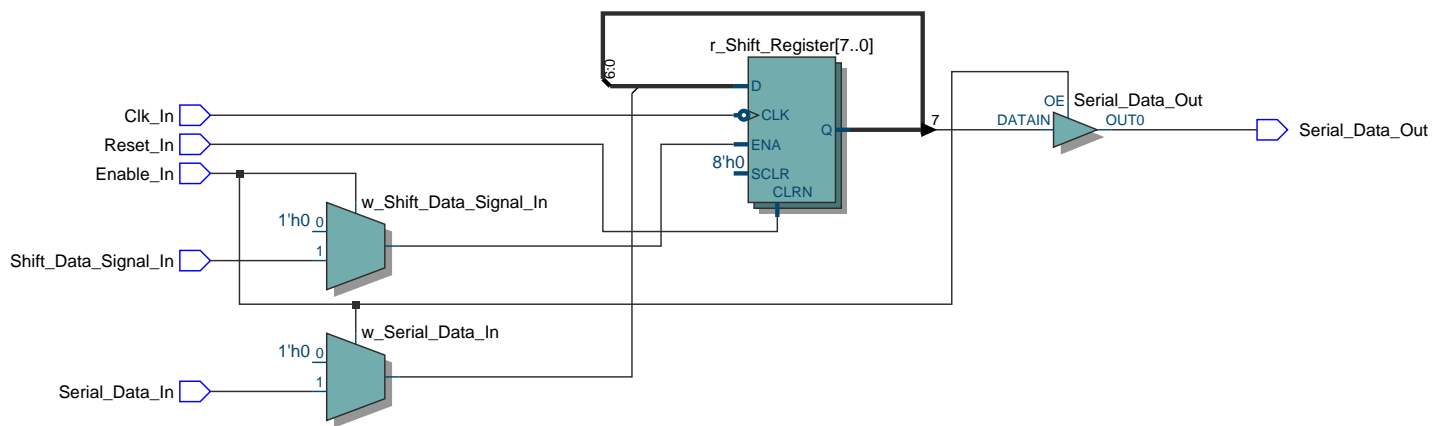 r_Shift_Register[7..0]
6:0
D
Clk_In
CLK
Serial_Data_Out
OE
DATAIN
OUT0
7
Q
Serial_Data_Out
Reset_In
ENA
Enable_In
8'h0
SCLR
CLRN
w_Shift_Data_Signal_In
1'h0 0
1
Shift_Data_Signal_In
w_Serial_Data_In
1'h0 0
1
Serial_Data_In